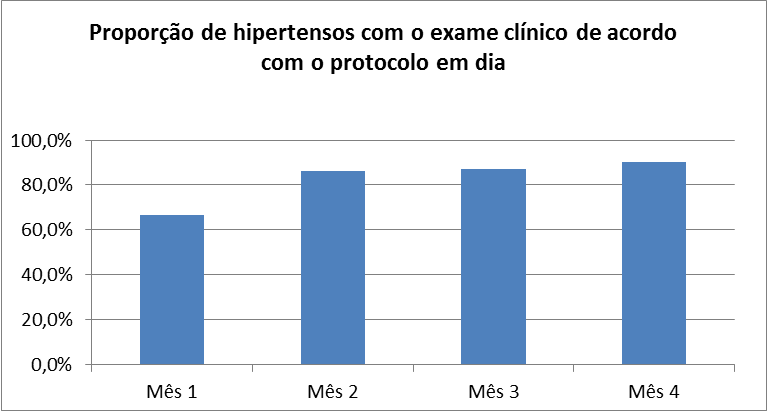 Proporção de hipertensos com o exame clínico de acordo
com o protocolo em dia
100,0%
80,0%
60,0%
40,0%
20,0%
0,0%
Mês 1 Mês 2 Mês 3 Mês 4